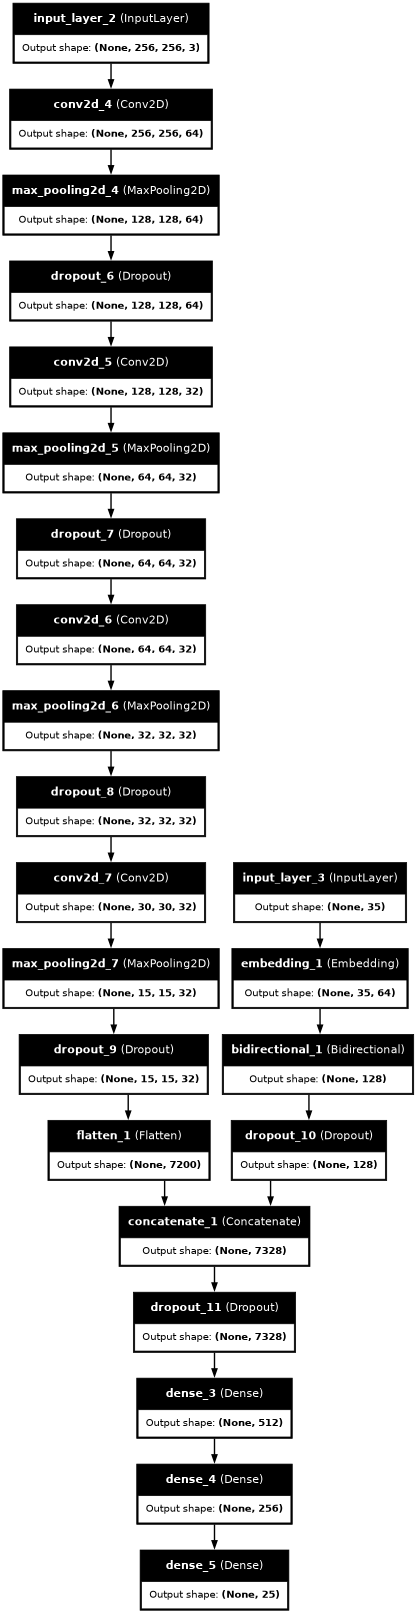 input_layer_2 (InputLayer)
Output shape: (None, 256, 256, 3)
conv2d_4 (Conv2D)
Output shape: (None, 256, 256, 64)
max_pooling2d_4 (MaxPooling2D)
Output shape: (None, 128, 128, 64)
dropout_6 (Dropout)
Output shape: (None, 128, 128, 64)
conv2d_5 (Conv2D)
Output shape: (None, 128, 128, 32)
max_pooling2d_5 (MaxPooling2D)
Output shape: (None, 64, 64, 32)
dropout_7 (Dropout)
Output shape: (None, 64, 64, 32)
conv2d_6 (Conv2D)
Output shape: (None, 64, 64, 32)
max_pooling2d_6 (MaxPooling2D)
Output shape: (None, 32, 32, 32)
dropout_8 (Dropout)
Output shape: (None, 32, 32, 32)
conv2d_7 (Conv2D)
Output shape: (None, 30, 30, 32)
input_layer_3 (InputLayer)
Output shape: (None, 35)
max_pooling2d_7 (MaxPooling2D)
Output shape: (None, 15, 15, 32)
embedding_1 (Embedding)
Output shape: (None, 35, 64)
dropout_9 (Dropout)
Output shape: (None, 15, 15, 32)
bidirectional_1 (Bidirectional)
Output shape: (None, 128)
flatten_1 (Flatten)
Output shape: (None, 7200)
dropout_10 (Dropout)
Output shape: (None, 128)
concatenate_1 (Concatenate)
Output shape: (None, 7328)
dropout_11 (Dropout)
Output shape: (None, 7328)
dense_3 (Dense)
Output shape: (None, 512)
dense_4 (Dense)
Output shape: (None, 256)
dense_5 (Dense)
Output shape: (None, 25)